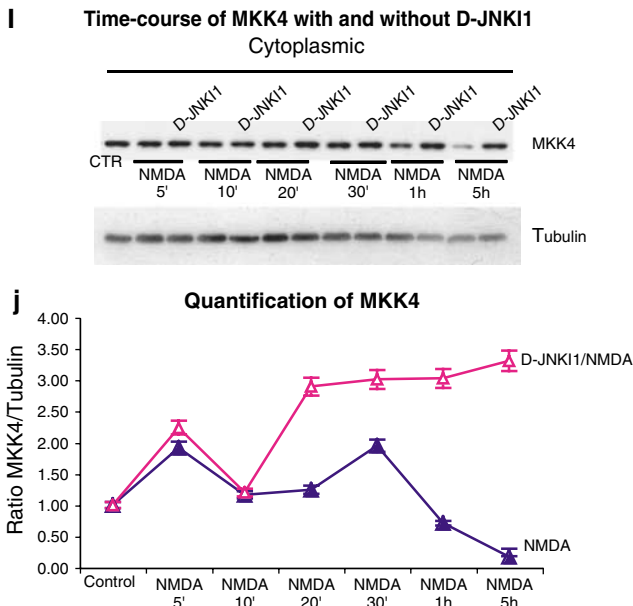 I
Time-course of MKK4 with and without D-JNKI1
Cytoplasmic
D-JNKI1 D-JNKI1 D-JNKI1 D-JNKI1 D-JNKI1 D-JNKI1
MKK4
CTR NMDA NMDA NMDA NMDA NMDA NMDA
5' 10' 20' 30' 1h 5h
Tubulin
j
Quantification of MKK4
Ratio MKK4/Tubulin
4.00
3.50
3.00
2.50
2.00
1.50
1.00
0.50
0.00
D-JNKI1/NMDA
NMDA
Control NMDA NMDA NMDA NMDA NMDA NMDA
5' 10' 20' 30' 1h 5h